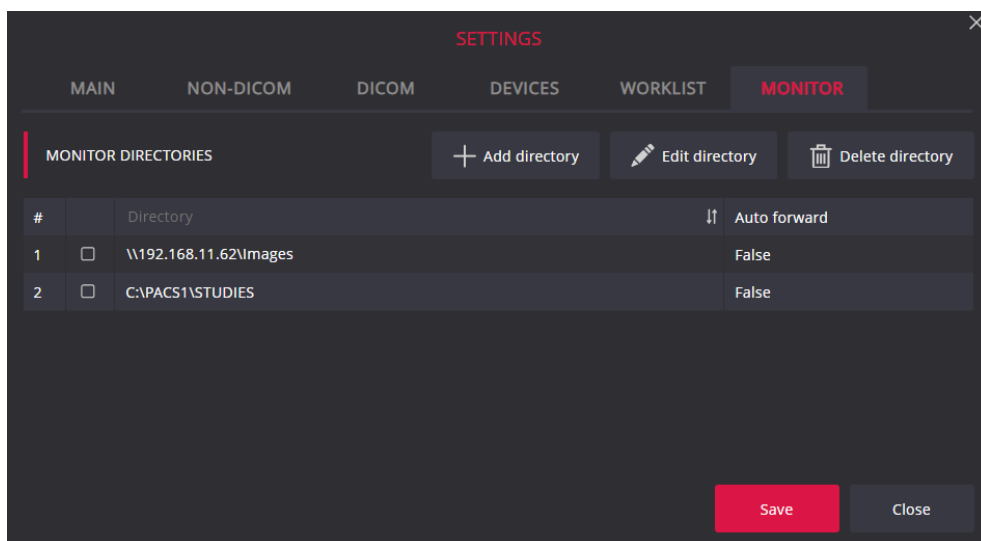 SETTINGS
MAIN NON-DICOM DICOM DEVICES WORKLIST MONITOR
MONITOR DIRECTORIES Add directory Edit directory Delete directory
# Directory Auto forward
1 \\192.168.11.62\Images False
2 C:\PACS1\STUDIES False
Save Close